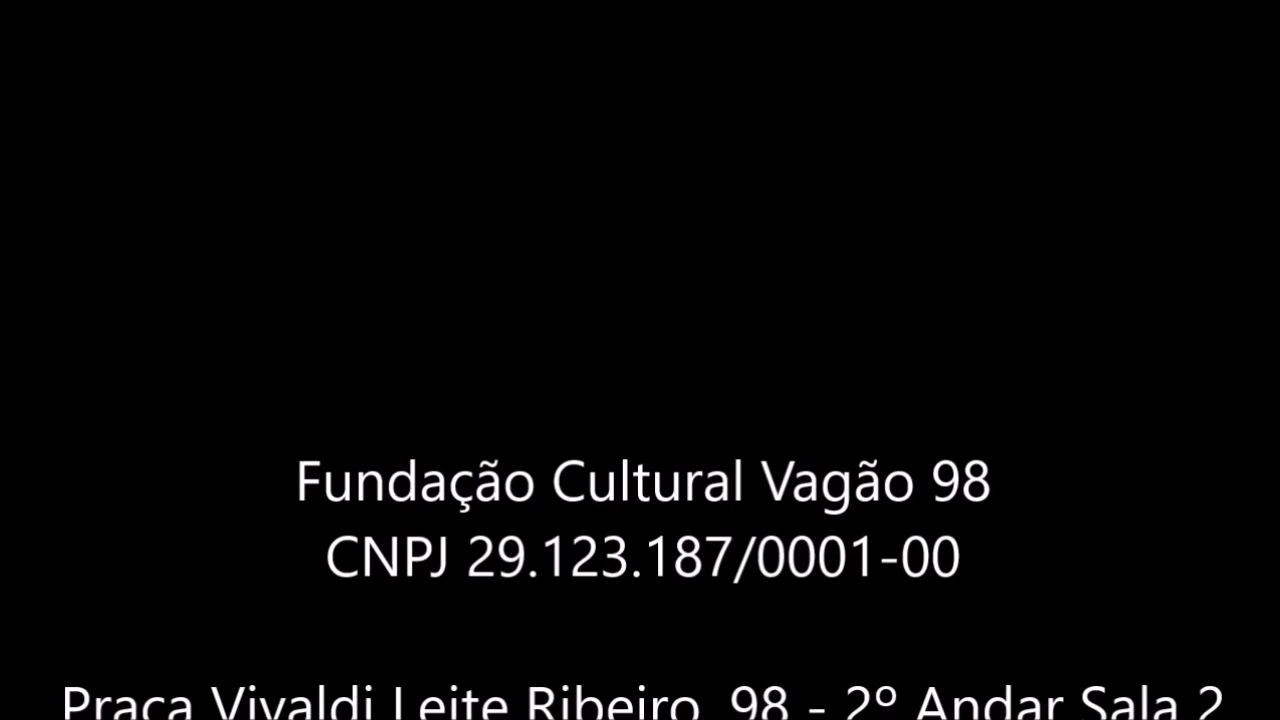 Fundação Cultural Vagão 98
CNPJ 29.123.187/0001-00
Praça Vivaldi Leite Ribeiro, 98 - 2º Andar Sala 2